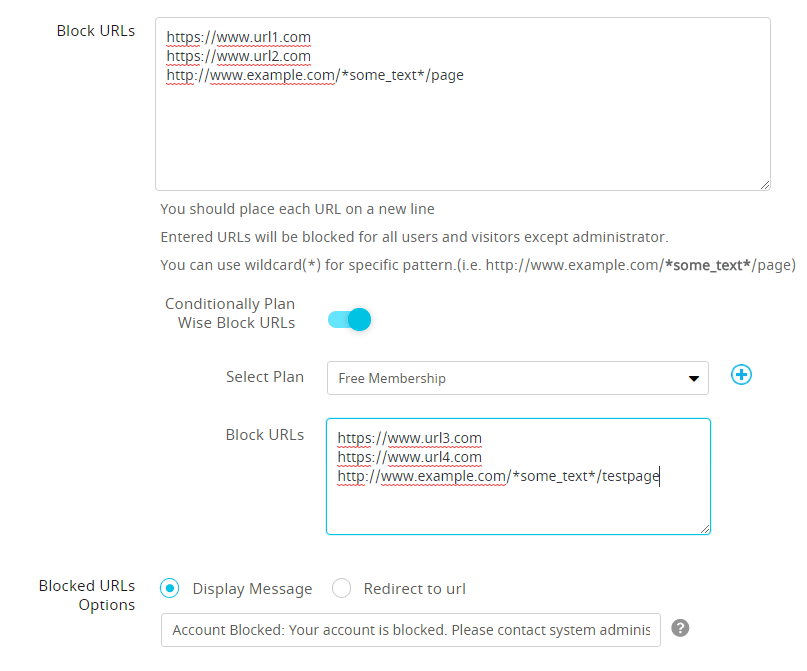 Block URLs
https://www.url1.com
https://www.url2.com
http://www.example.com/*some_text*/page
You should place each URL on a new line
Entered URLs will be blocked for all users and visitors except administrator.
You can use wildcard(*) for specific pattern.(i.e. http://www.example.com/*some_text*/page)
Conditionally Plan
Wise Block URLs
Select Plan
Free Membership
Block URLs
https://www.url3.com
https://www.url4.com
http://www.example.com/*some_text*/testpage
Blocked URLs
Options
Display Message
Redirect to url
Account Blocked: Your account is blocked. Please contact system adminis